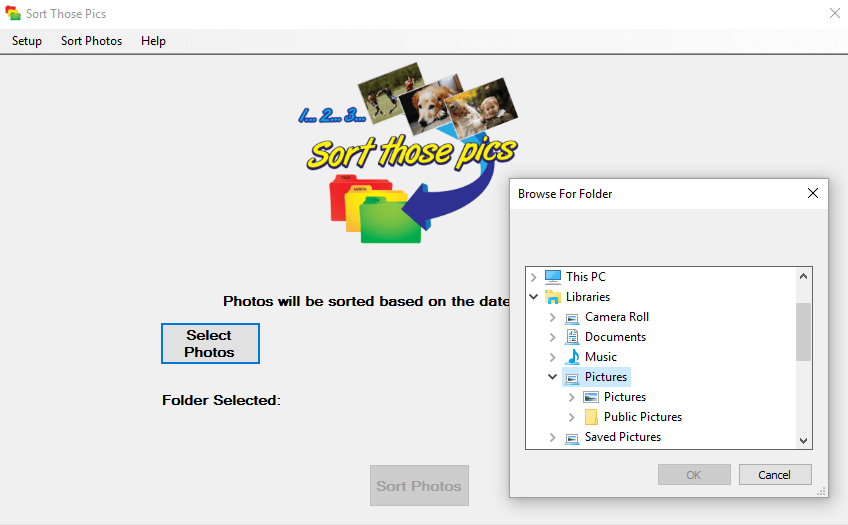 Sort Those Pics
Setup Sort Photos Help
1... 2... 3...
Sort those pics
Browse For Folder
This PC
Libraries
Camera Roll
Documents
Music
Pictures
Pictures
Public Pictures
Saved Pictures
OK Cancel
Photos will be sorted based on the date
Select
Photos
Folder Selected:
Sort Photos